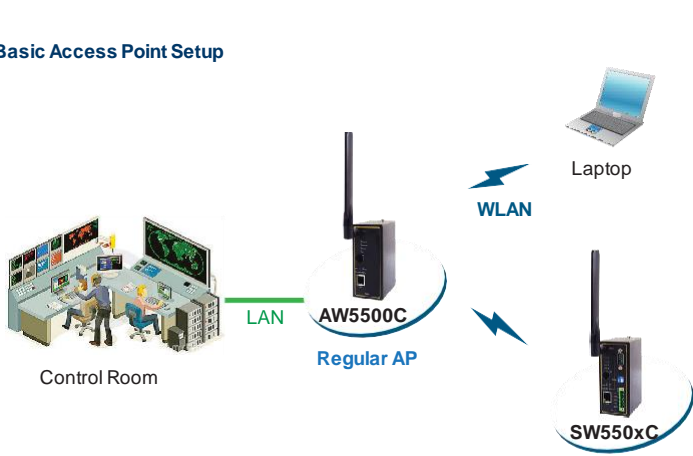 Basic Access Point Setup
Laptop
WLAN
LAN
AW5500C
Regular AP
Control Room
SW550xC